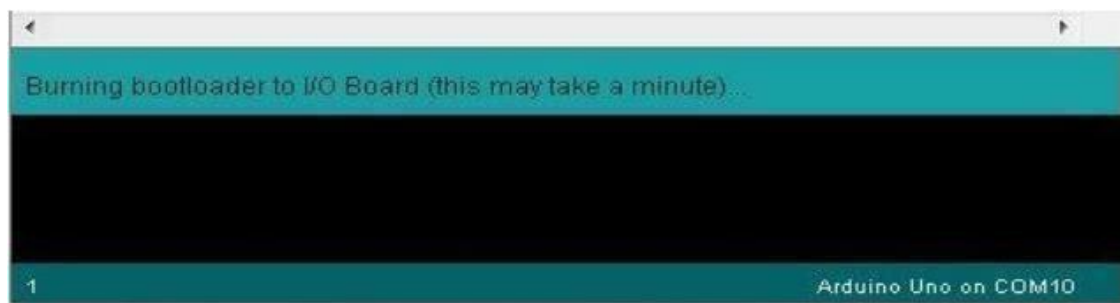 Burning bootloader to I/O Board (this may take a minute)...
1
Arduino Uno on COM10